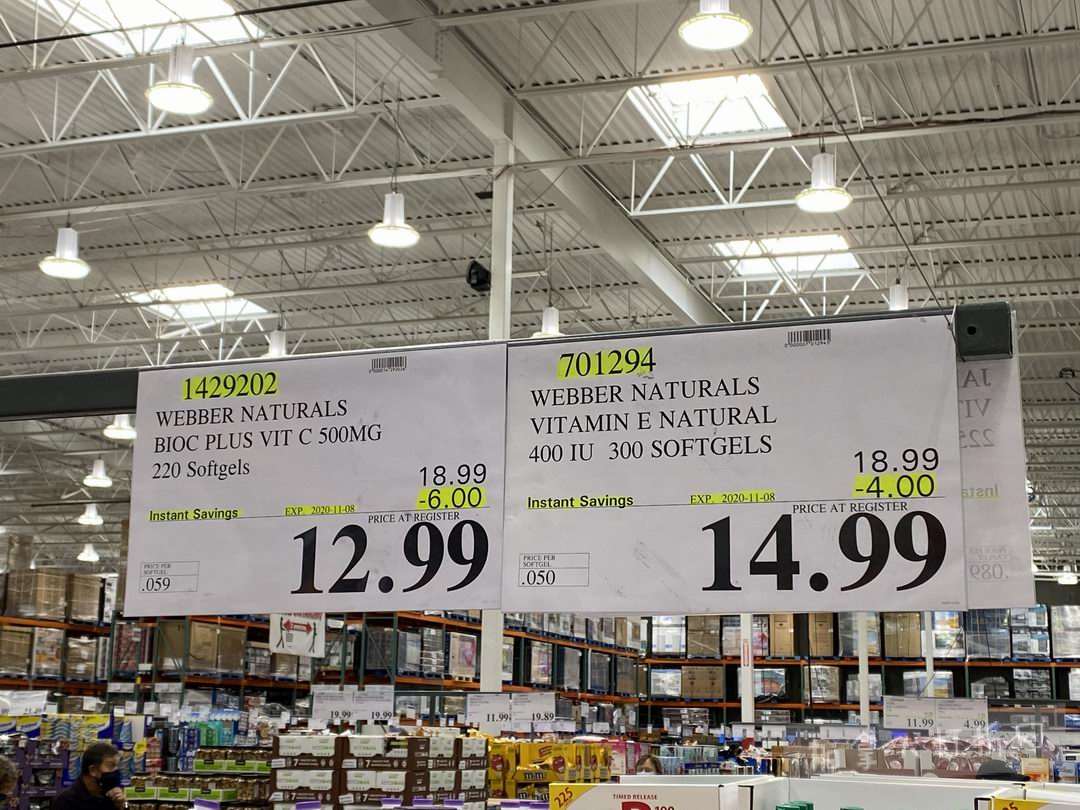 1429202
WEBBER NATURALS
BIOC PLUS VIT C 500MG
220 Softgels
18.99
-6.00
Instant Savings EXP. 2020-11-08
PRICE AT REGISTER
12.99
PRICE PER
SOFTGEL
.059
701294
WEBBER NATURALS
VITAMIN E NATURAL
400 IU 300 SOFTGELS
18.99
-4.00
Instant Savings EXP. 2020-11-08
PRICE AT REGISTER
14.99
PRICE PER
SOFTGEL
.050
19.99 19.99
11.99 19.89
11.99 4.99
225
TIMED RELEASE